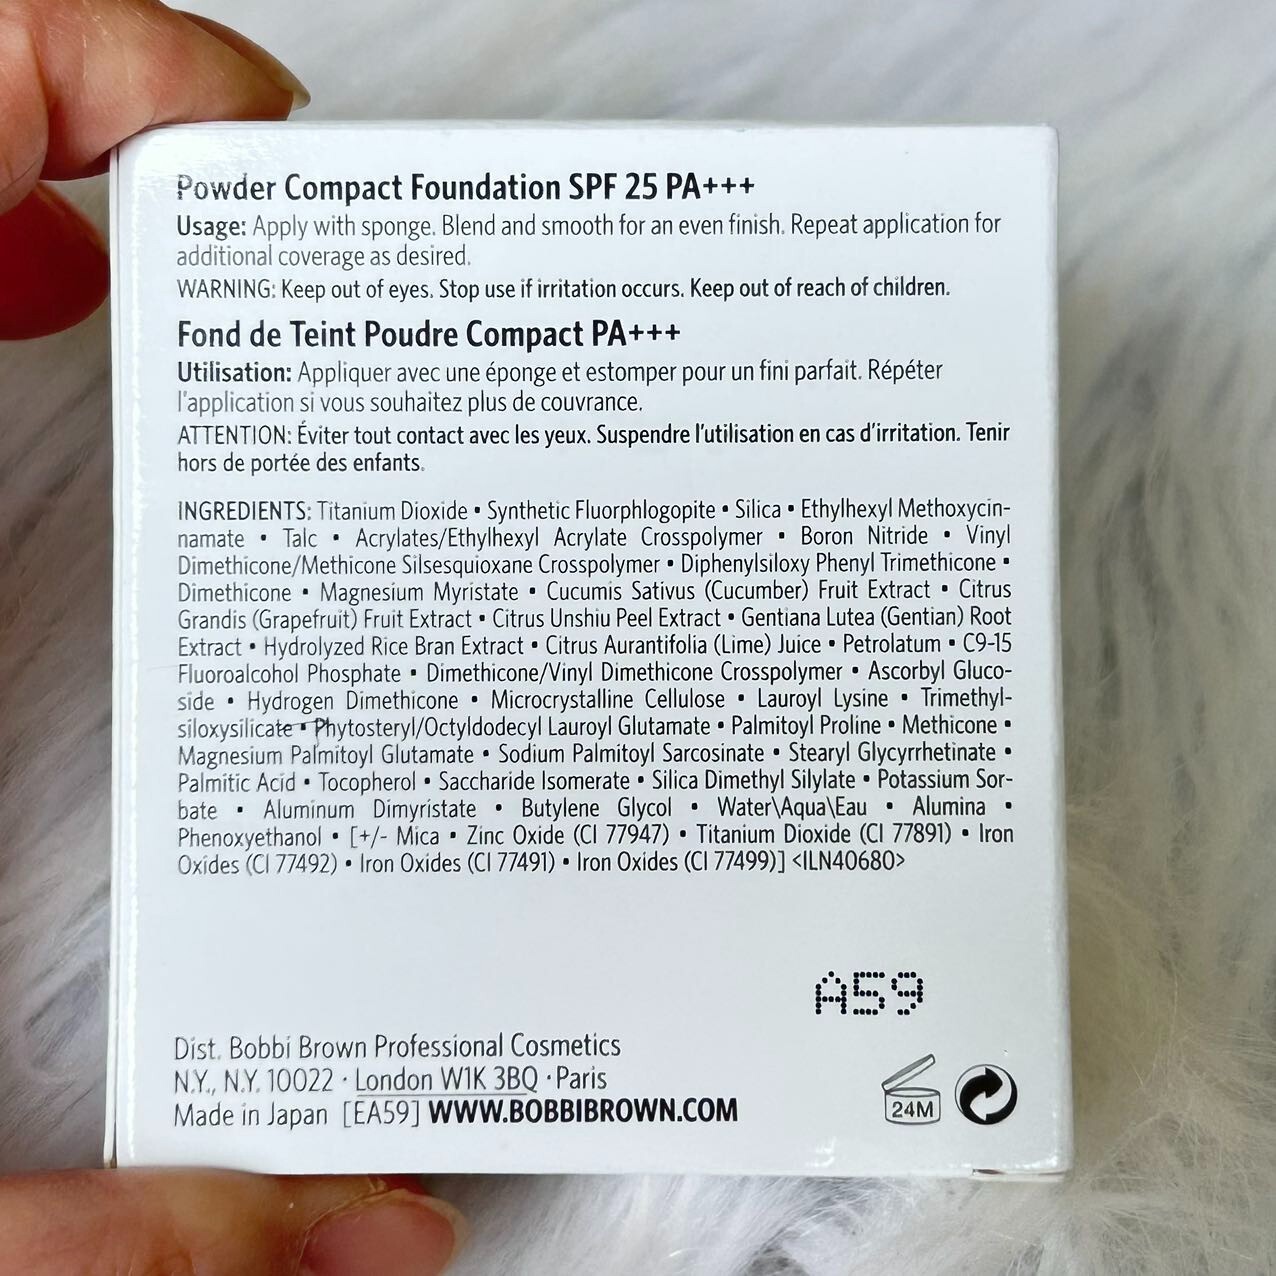 Powder Compact Foundation SPF 25 PA+++
Usage: Apply with sponge. Blend and smooth for an even finish. Repeat application for
additional coverage as desired.
WARNING: Keep out of eyes. Stop use if irritation occurs. Keep out of reach of children.
Fond de Teint Poudre Compact PA+++
Utilisation: Appliquer avec une éponge et estomper pour un fini parfait. Répéter
l'application si vous souhaitez plus de couvrance.
ATTENTION: Éviter tout contact avec les yeux. Suspendre l'utilisation en cas d'irritation. Tenir
hors de portée des enfants.
INGREDIENTS: Titanium Dioxide • Synthetic Fluorphlogopite • Silica • Ethylhexyl Methoxycin-
namate • Talc • Acrylates/Ethylhexyl Acrylate Crosspolymer • Boron Nitride • Vinyl
Dimethicone/Methicone Silsesquioxane Crosspolymer • Diphenylsiloxy Phenyl Trimethicone •
Dimethicone • Magnesium Myristate • Cucumis Sativus (Cucumber) Fruit Extract • Citrus
Grandis (Grapefruit) Fruit Extract • Citrus Unshiu Peel Extract • Gentiana Lutea (Gentian) Root
Extract • Hydrolyzed Rice Bran Extract • Citrus Aurantifolia (Lime) Juice • Petrolatum • C9-15
Fluoroalcohol Phosphate • Dimethicone/Vinyl Dimethicone Crosspolymer • Ascorbyl Gluco-
side • Hydrogen Dimethicone • Microcrystalline Cellulose • Lauroyl Lysine • Trimethyl-
siloxysilicate • Phytosteryl/Octyldodecyl Lauroyl Glutamate • Palmitoyl Proline • Methicone •
Magnesium Palmitoyl Glutamate • Sodium Palmitoyl Sarcosinate • Stearyl Glycyrrhetinate •
Palmitic Acid • Tocopherol • Saccharide Isomerate • Silica Dimethyl Silylate • Potassium Sor-
bate • Aluminum Dimyristate • Butylene Glycol • Water\Aqua\Eau • Alumina •
Phenoxyethanol • [+/- Mica • Zinc Oxide (CI 77947) • Titanium Dioxide (CI 77891) • Iron
Oxides (CI 77492) • Iron Oxides (CI 77491) • Iron Oxides (CI 77499)] <ILN40680>
A59
Dist. Bobbi Brown Professional Cosmetics
N.Y., N.Y. 10022 · London W1K 3BQ · Paris
Made in Japan [EA59] WWW.BOBBIBROWN.COM
24M